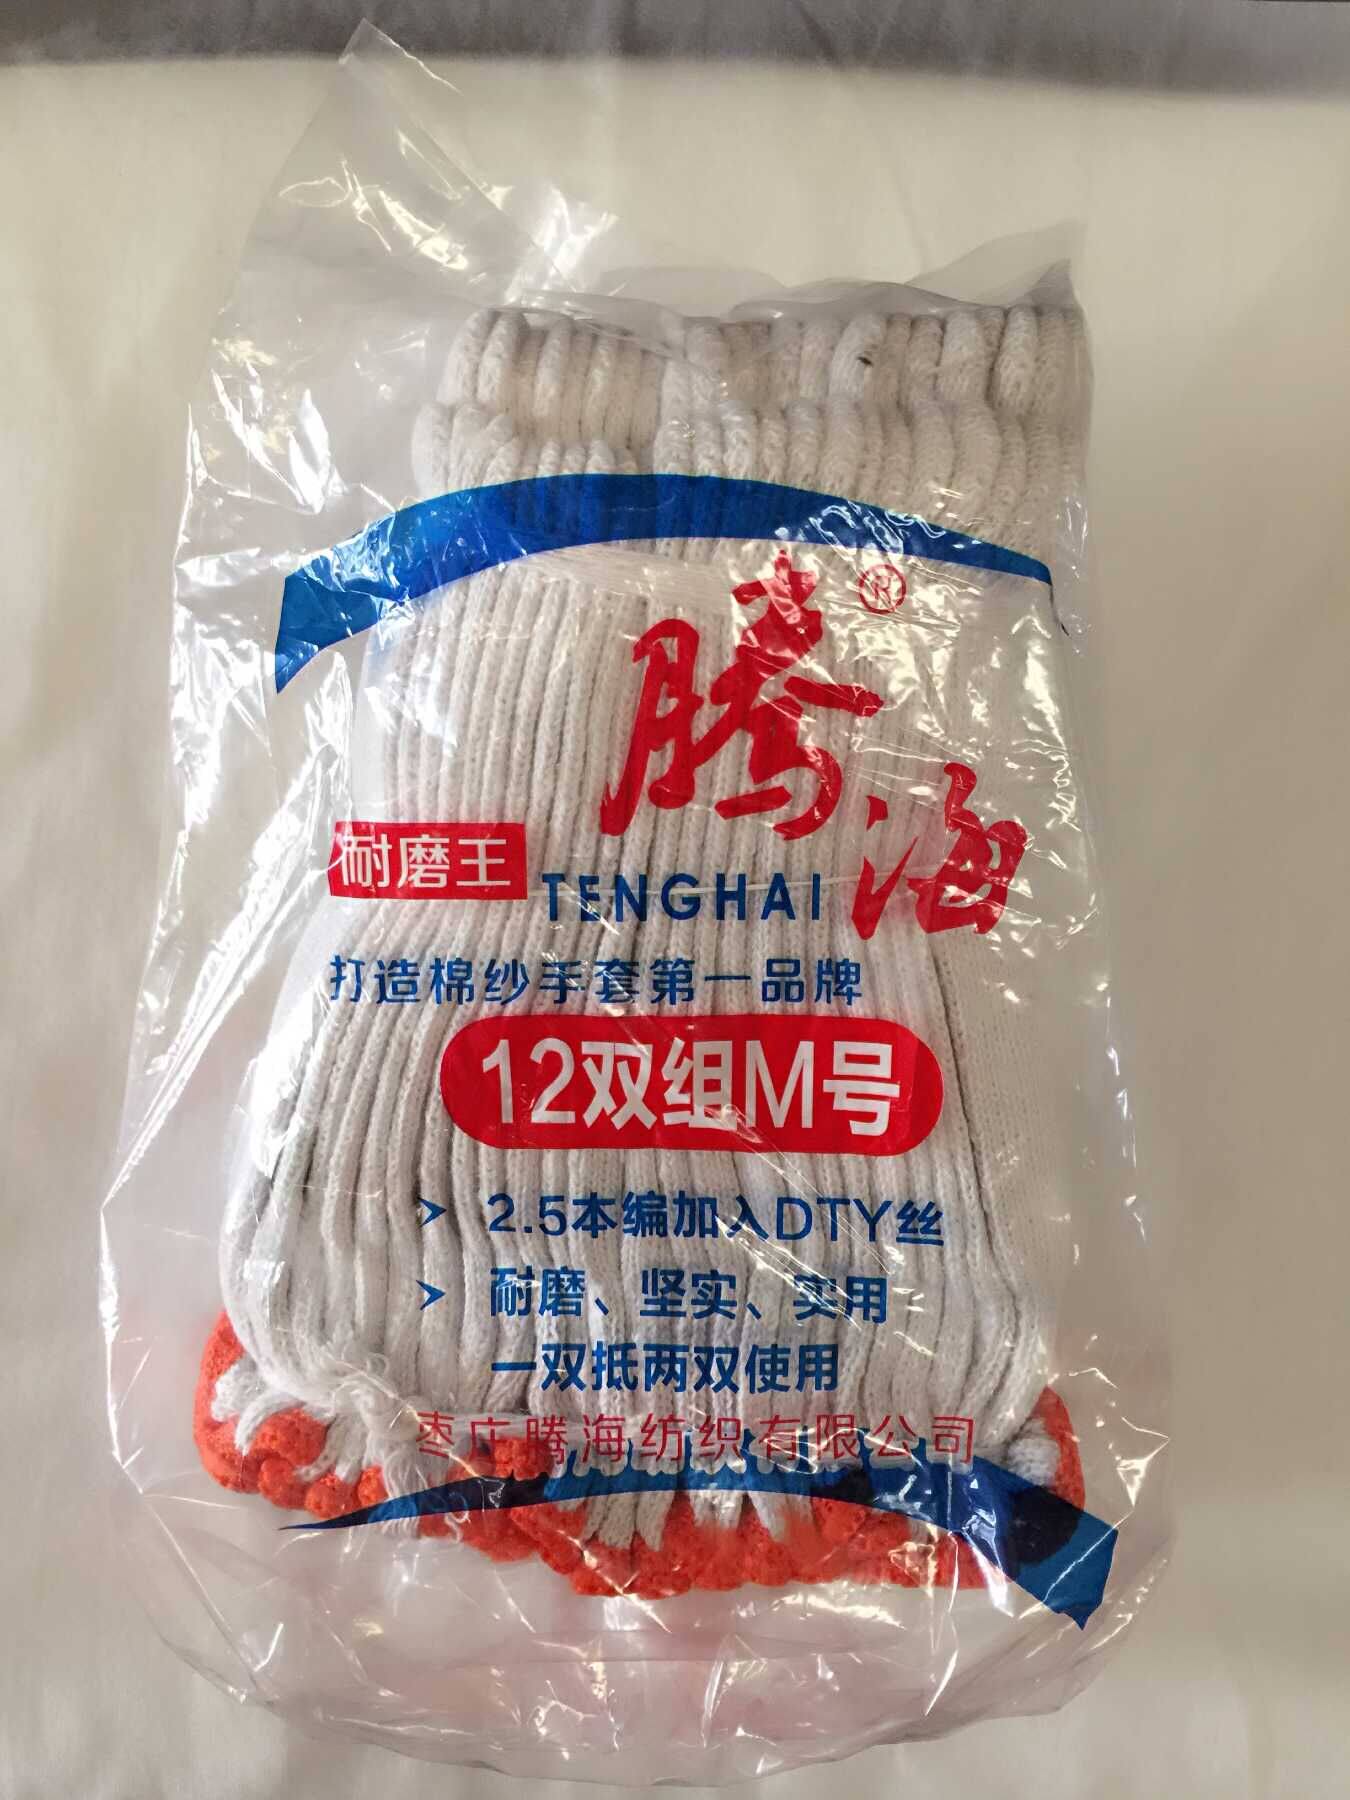 腾海®
耐磨王
TENGHAI
打造棉纱手套第一品牌
12双组M号
2.5本编加入DTY丝
耐磨、坚实、实用
一双抵两双使用
枣庄腾海纺织有限公司